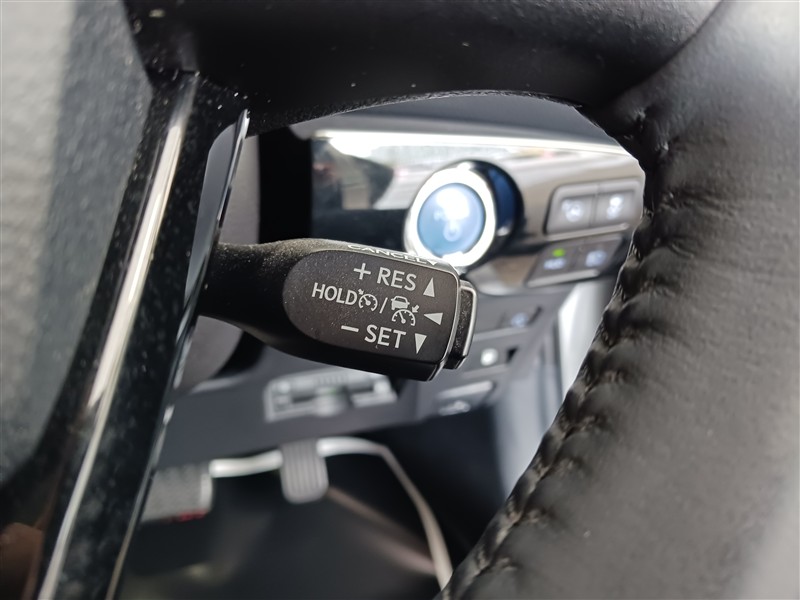 CANCEL
+ RES ▲
HOLD / ◀
− SET ▼